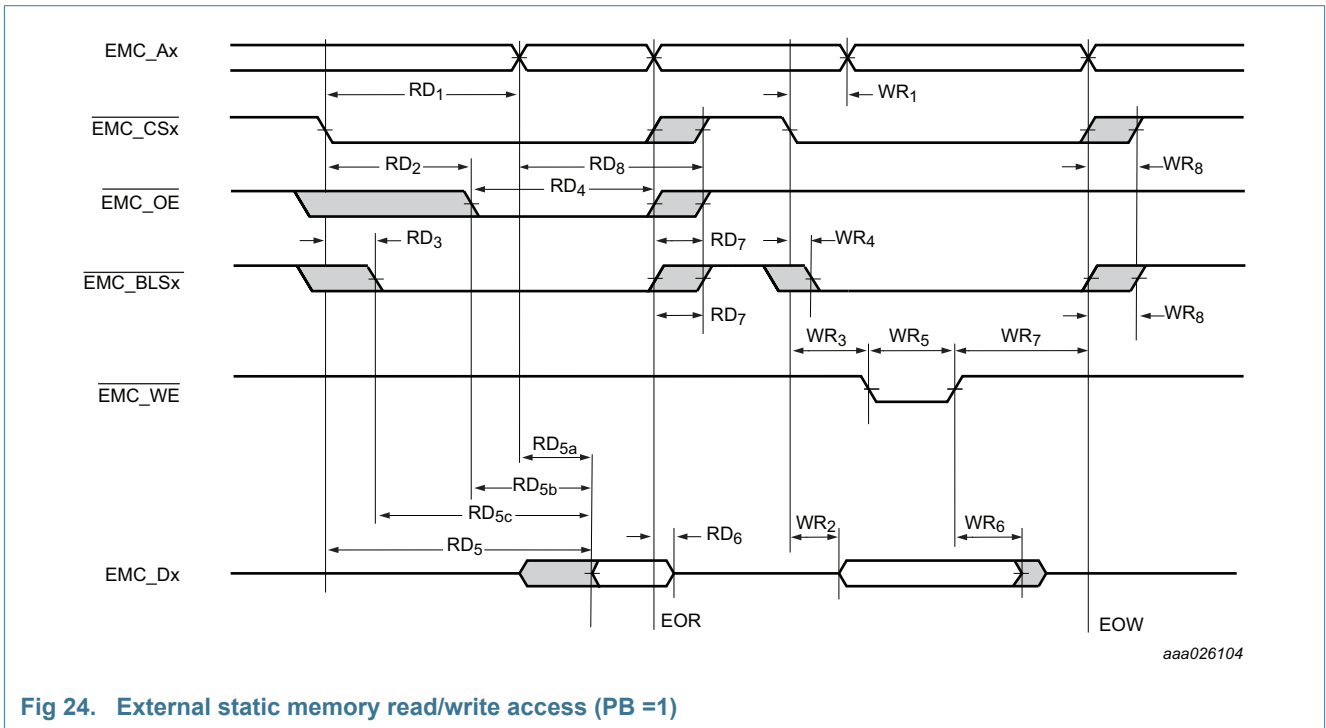 EMC_Ax
RD1
WR1
EMC_CSx
RD2
RD8
WR8
RD4
EMC_OE
RD3
RD7
WR4
EMC_BLSx
RD7
WR8
WR3
WR5
WR7
EMC_WE
RD5a
RD5b
RD5c
WR2
WR6
RD5
RD6
EMC_Dx
EOR
EOW
aaa026104
Fig 24. External static memory read/write access (PB =1)